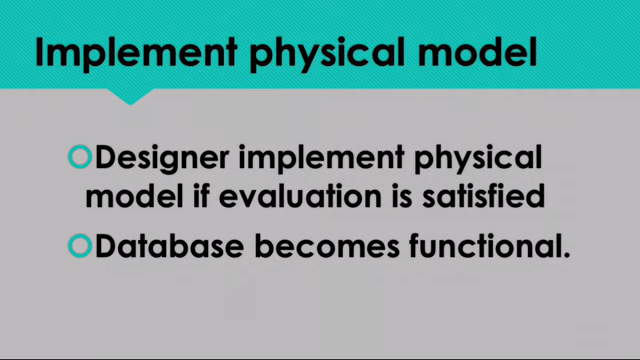 Implement physical model
Designer implement physical
model if evaluation is satisfied
Database becomes functional.